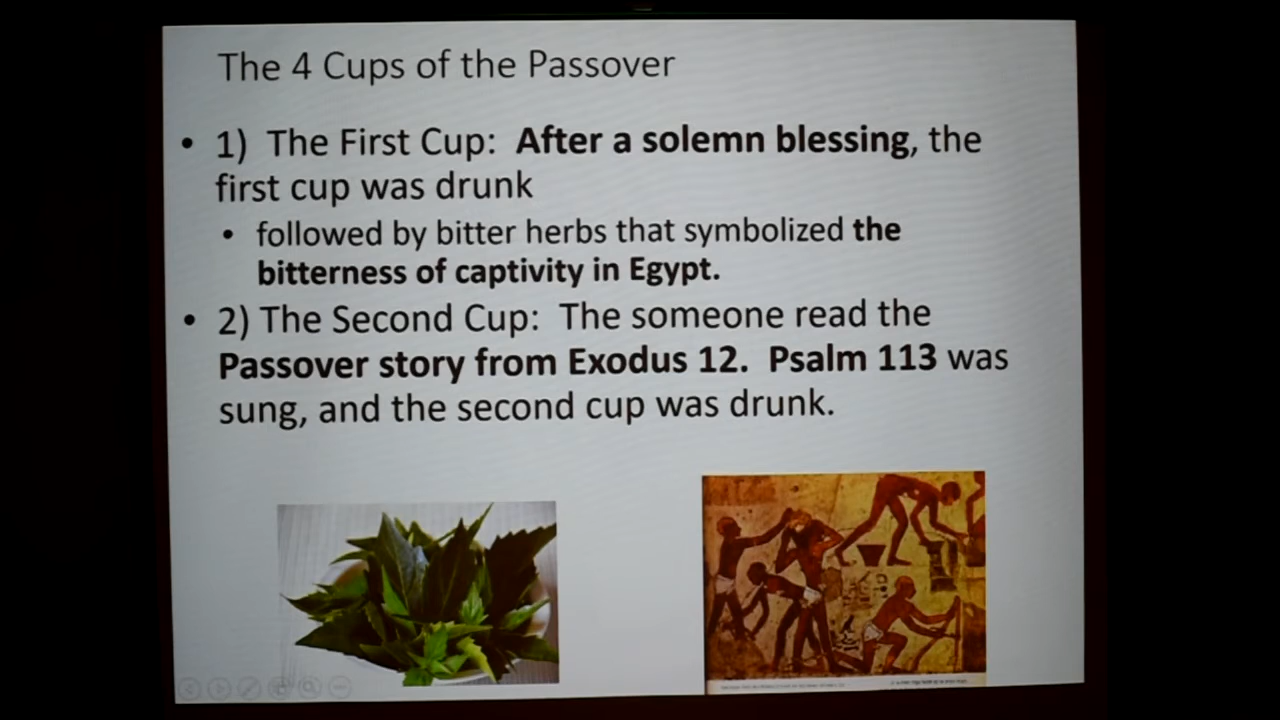 The 4 Cups of the Passover
• 1)  The First Cup:  After a solemn blessing, the
first cup was drunk
• followed by bitter herbs that symbolized the
bitterness of captivity in Egypt.
• 2) The Second Cup:  The someone read the
Passover story from Exodus 12.  Psalm 113 was
sung, and the second cup was drunk.